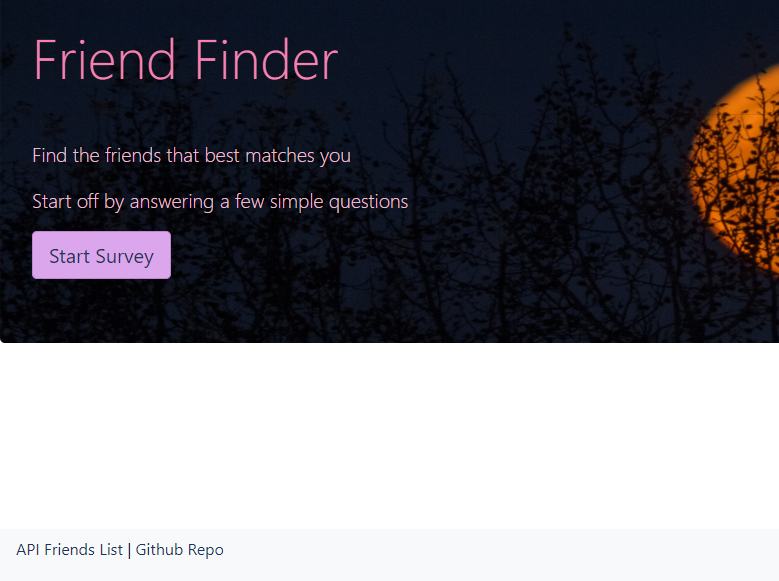 Friend Finder
Find the friends that best matches you
Start off by answering a few simple questions
Start Survey
API Friends List | Github Repo